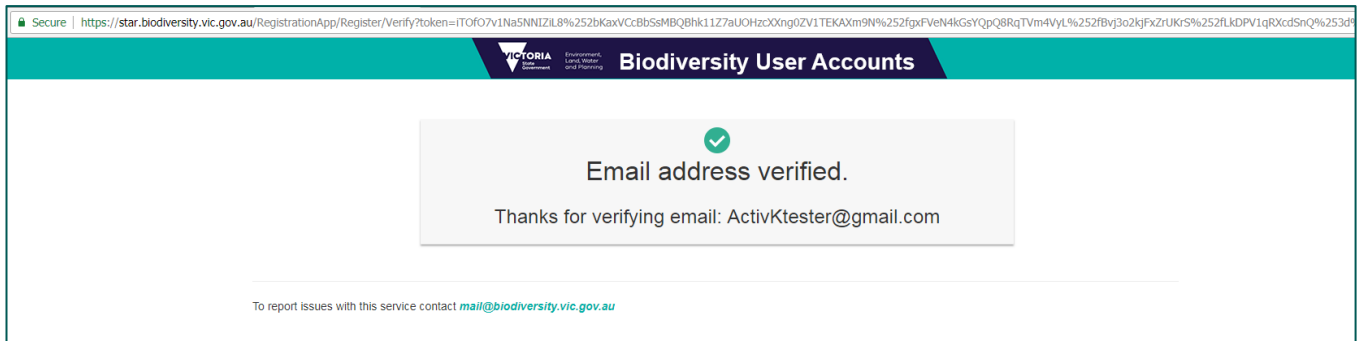 Secure | https://star.biodiversity.vic.gov.au/RegistrationApp/Register/Verify?token=iTOfO7v1Na5NNIZiL8%252bKaxVCcBbSsMBQBhk11Z7aUOHzcXXng0ZV1TEKAXm9N%252fgxFVeN4kGsYQpQ8RqTVm4VyL%252fBvj3o2kjFxZrUKrS%252fLkDPV1qRXcdSnQ%253d%
VICTORIA
State
Government
Environment,
Land, Water
and Planning
Biodiversity User Accounts
Email address verified.
Thanks for verifying email: ActivKtester@gmail.com
To report issues with this service contact mail@biodiversity.vic.gov.au